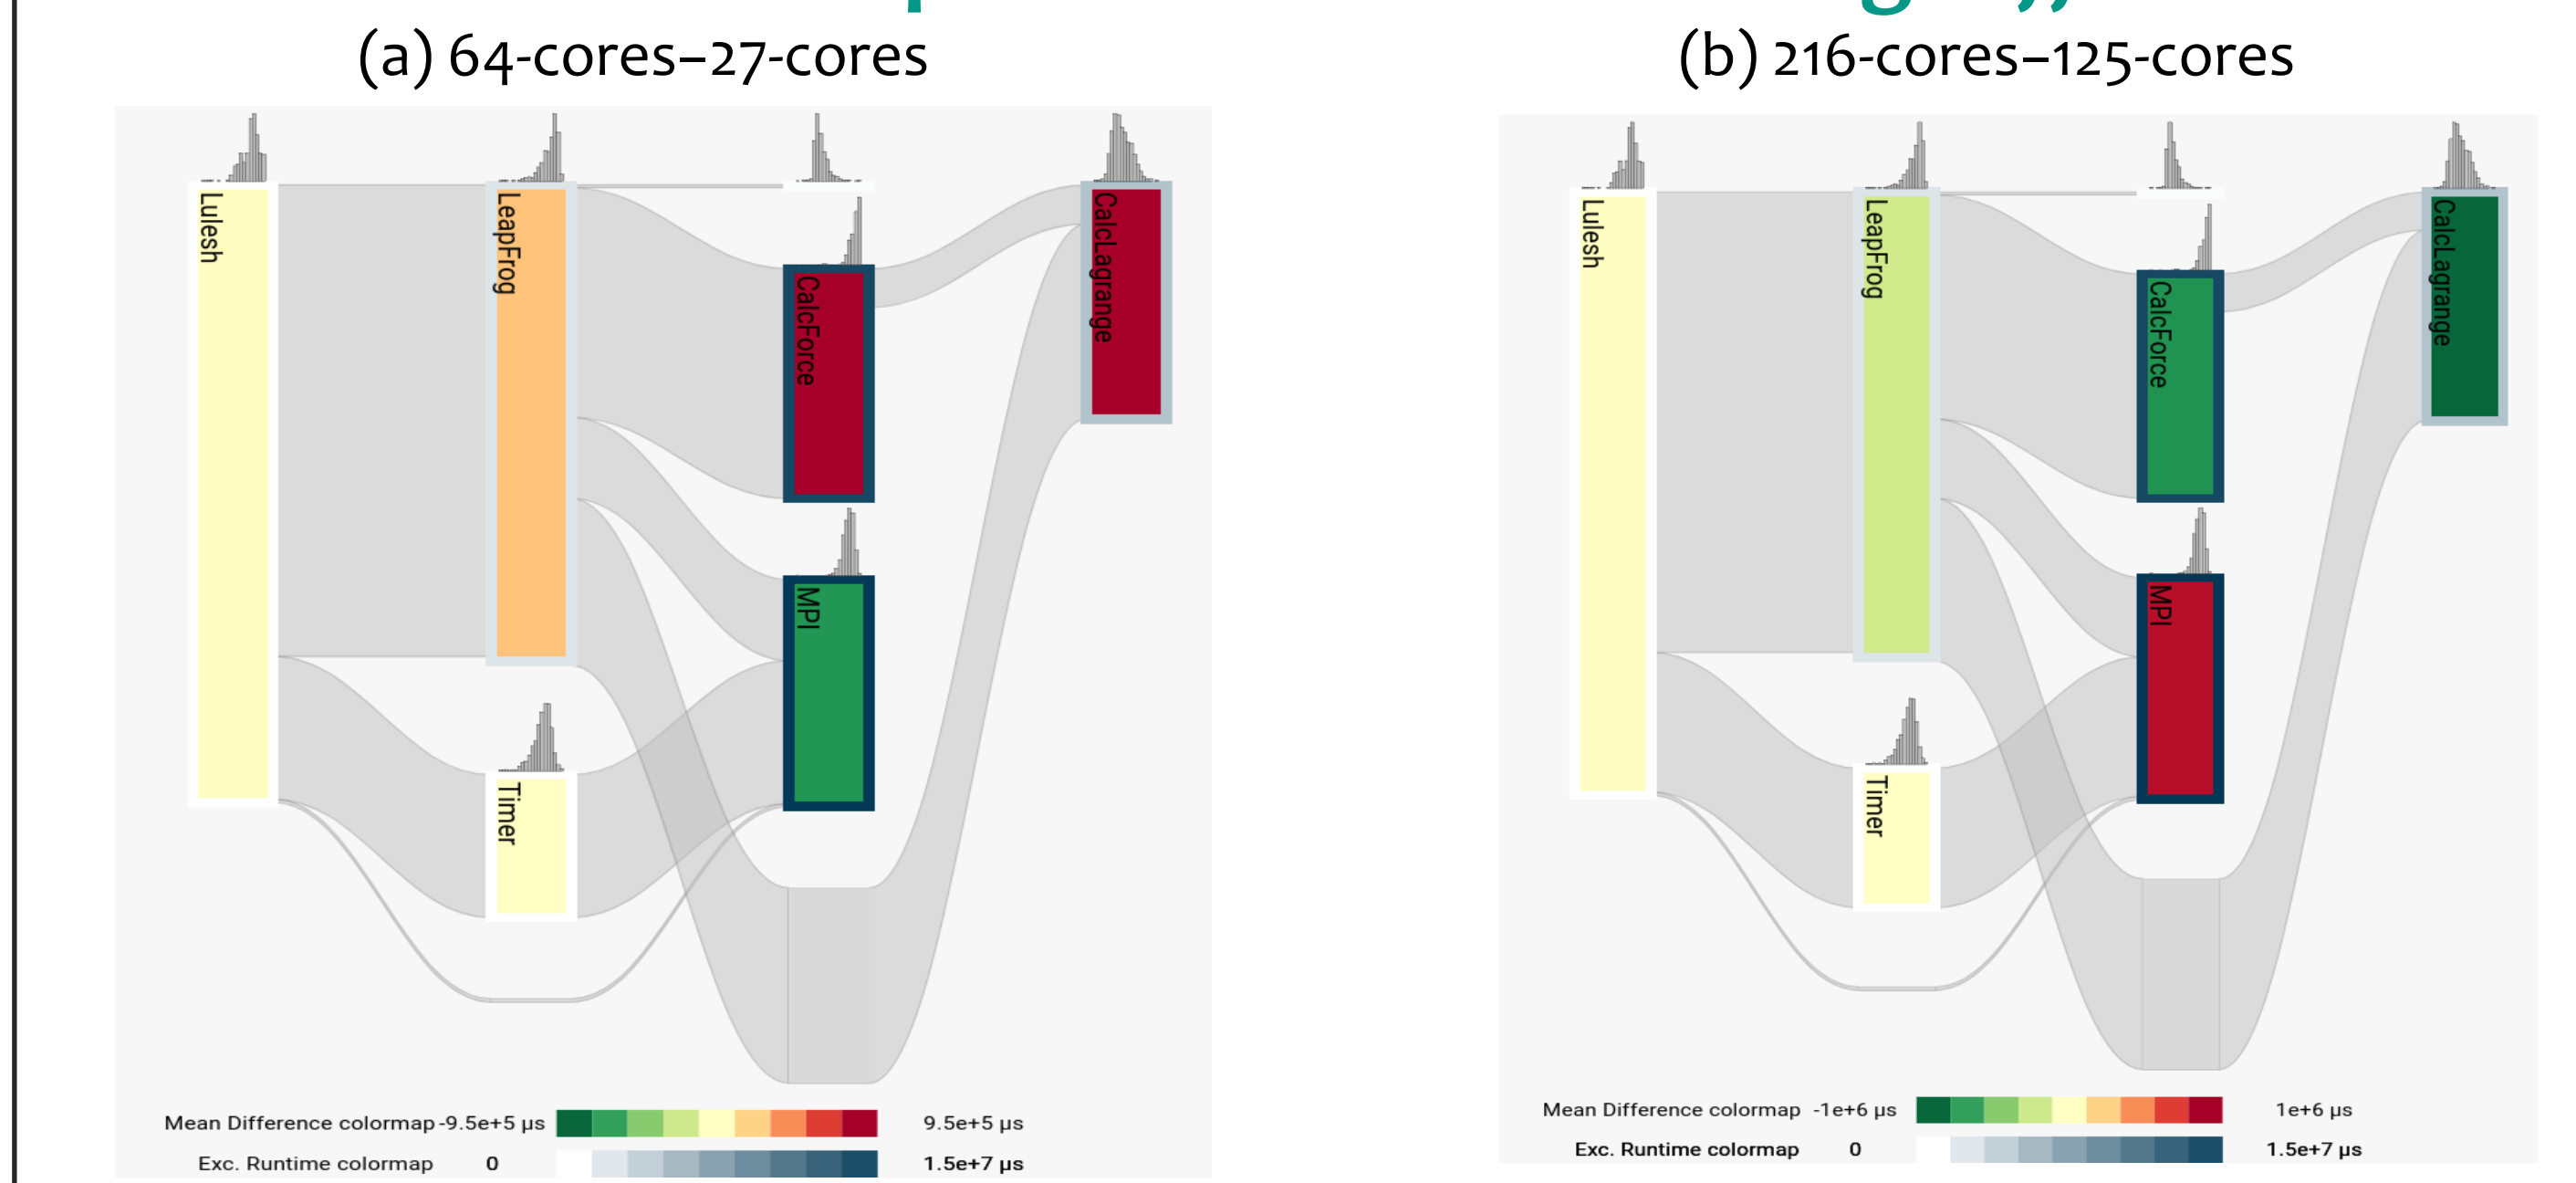 (a) 64-cores–27-cores
Lulesh
LeapFrog
CalcForce
CalcLagrange
MPI
Timer
Mean Difference colormap -9.5e+5 µs 9.5e+5 µs
Exc. Runtime colormap 0 1.5e+7 µs
(b) 216-cores–125-cores
Lulesh
LeapFrog
CalcForce
CalcLagrange
MPI
Timer
Mean Difference colormap -1e+6 µs 1e+6 µs
Exc. Runtime colormap 0 1.5e+7 µs